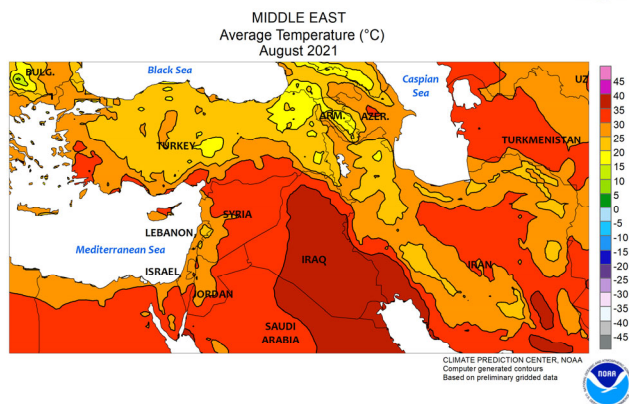 MIDDLE EAST
Average Temperature (°C)
August 2021
BULG.
Black Sea
Caspian
Sea
UZ
ARM.
AZER.
TURKEY
TURKMENISTAN
SYRIA
LEBANON
Mediterranean Sea
ISRAEL
IRAQ
IRAN
JORDAN
SAUDI
ARABIA
45
40
35
30
25
20
15
10
5
0
-5
-10
-15
-20
-25
-30
-35
-40
-45
CLIMATE PREDICTION CENTER, NOAA
Computer generated contours
Based on preliminary gridded data
NOAA